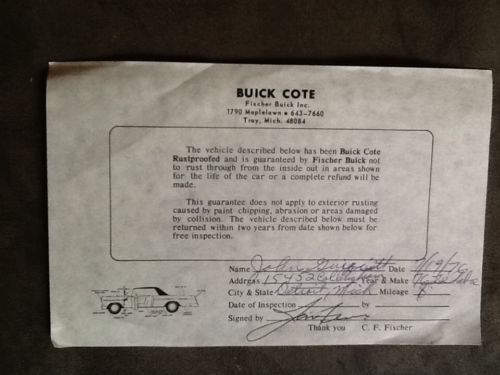 BUICK COTE
Fischer Buick Inc.
1790 Maplelawn • 643-7660
Troy, Mich. 48084
The vehicle described below has been Buick Cote
Rustproofed and is guaranteed by Fischer Buick not
to rust through from the inside out in areas shown
for the life of the car or a complete refund will be
made.
This guarantee does not apply to exterior rusting
caused by paint chipping, abrasion or areas damaged
by collision. The vehicle described below must be
returned within two years from date shown below for
free inspection.
Name John Date
Address 15452 Year & Make
City & State Detroit, Mich Mileage
Date of Inspection by
Signed by
Thank you C. F. Fischer